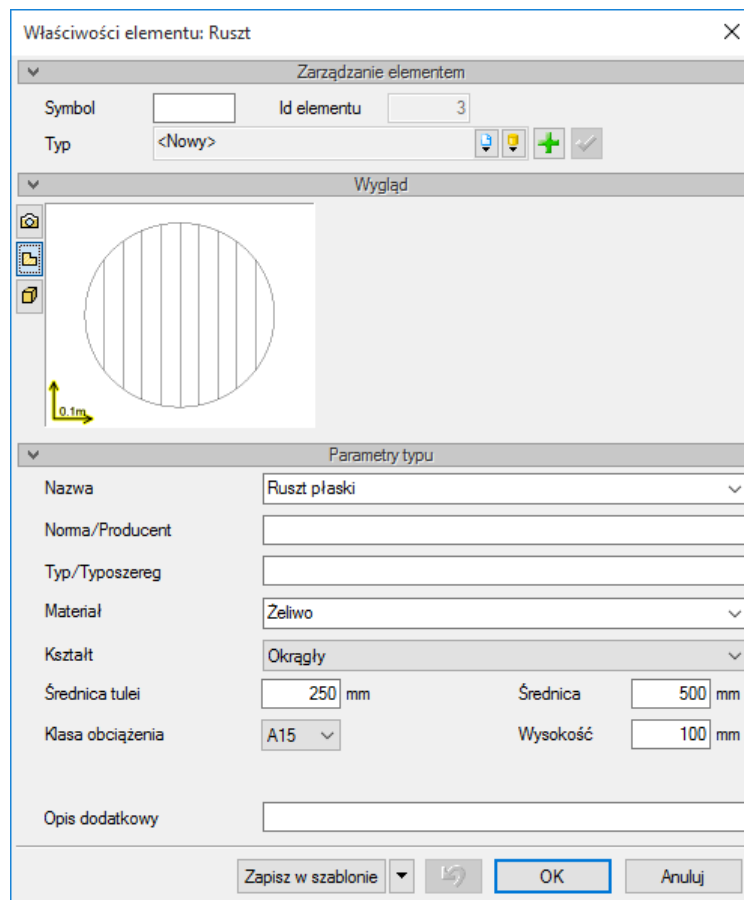 Właściwości elementu: Ruszt
Zarządzanie elementem
Symbol Id elementu 3
Typ <Nowy>
Wygląd
0.1m
Parametry typu
Nazwa Ruszt płaski
Norma/Producent
Typ/Typoszereg
Materiał Żeliwo
Kształt Okrągły
Średnica tulei 250 mm Średnica 500 mm
Klasa obciążenia A15 Wysokość 100 mm
Opis dodatkowy
Zapisz w szablonie OK Anuluj